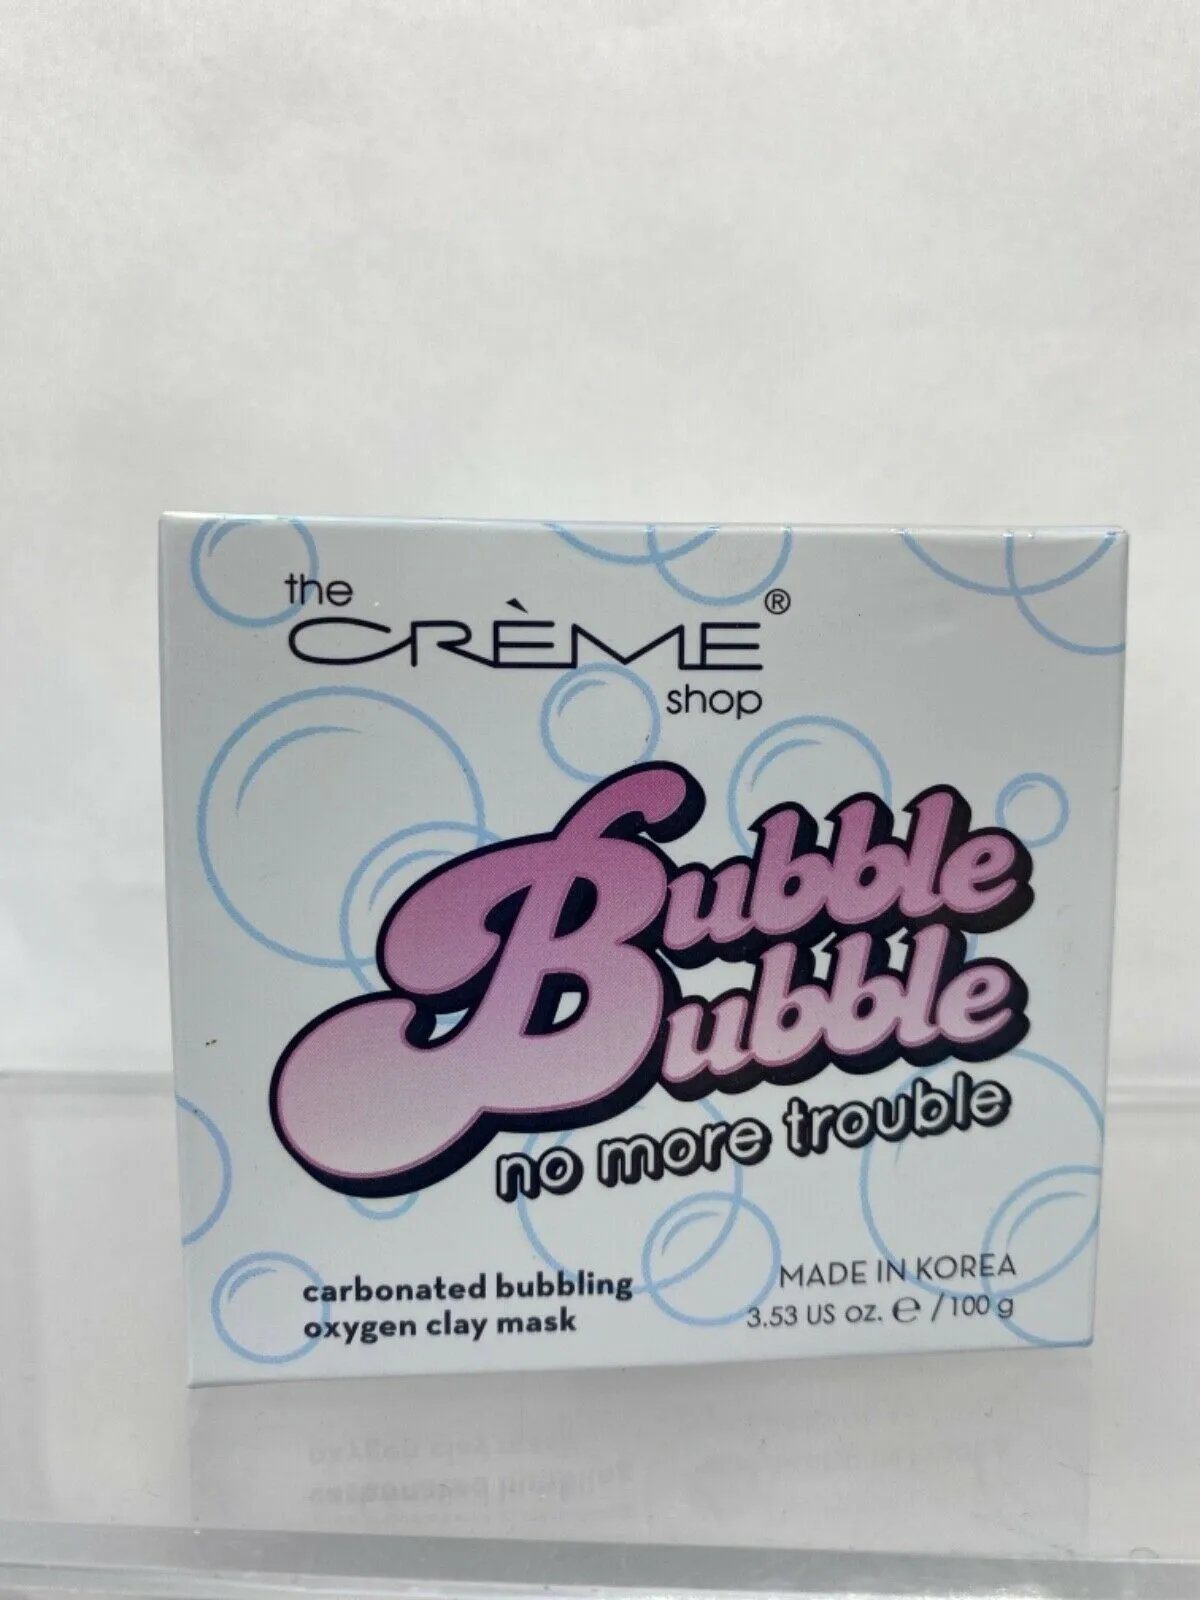 the
CRÈME®
shop
Bubble
Bubble
no more trouble
carbonated bubbling
oxygen clay mask
MADE IN KOREA
3.53 US oz. ℮ /100 g